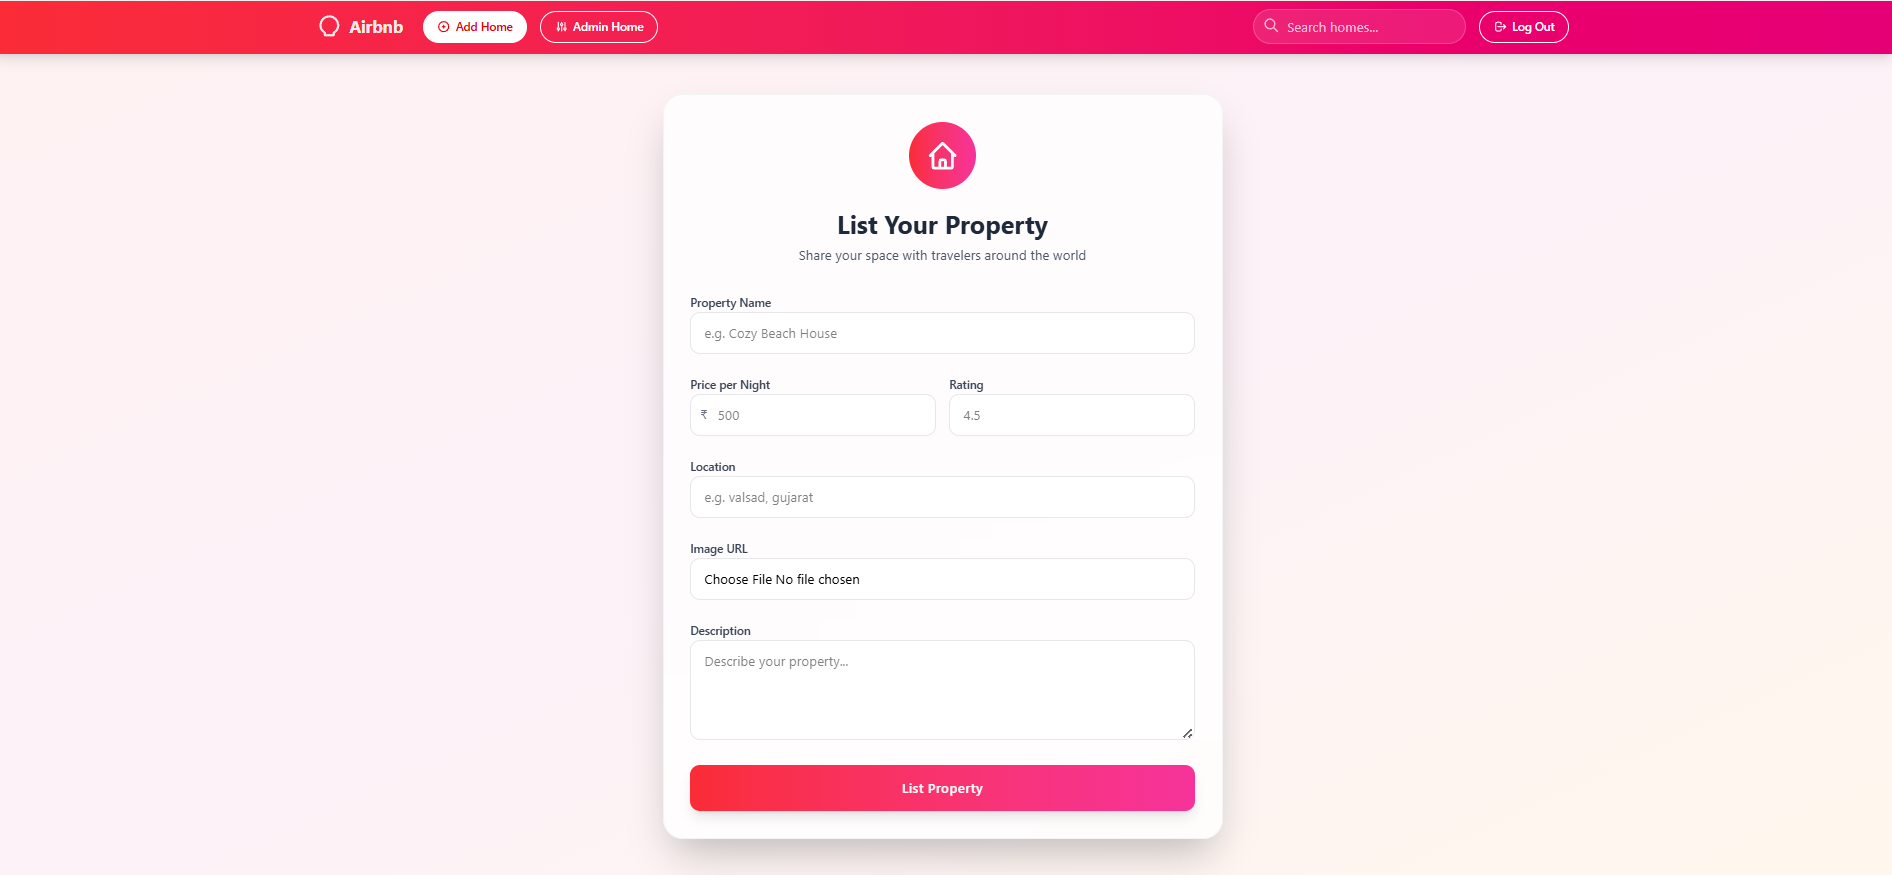 Airbnb Add Home Admin Home Search homes... Log Out
List Your Property
Share your space with travelers around the world
Property Name
e.g. Cozy Beach House
Price per Night Rating
₹ 500 4.5
Location
e.g. valsad, gujarat
Image URL
Choose File No file chosen
Description
Describe your property...
List Property